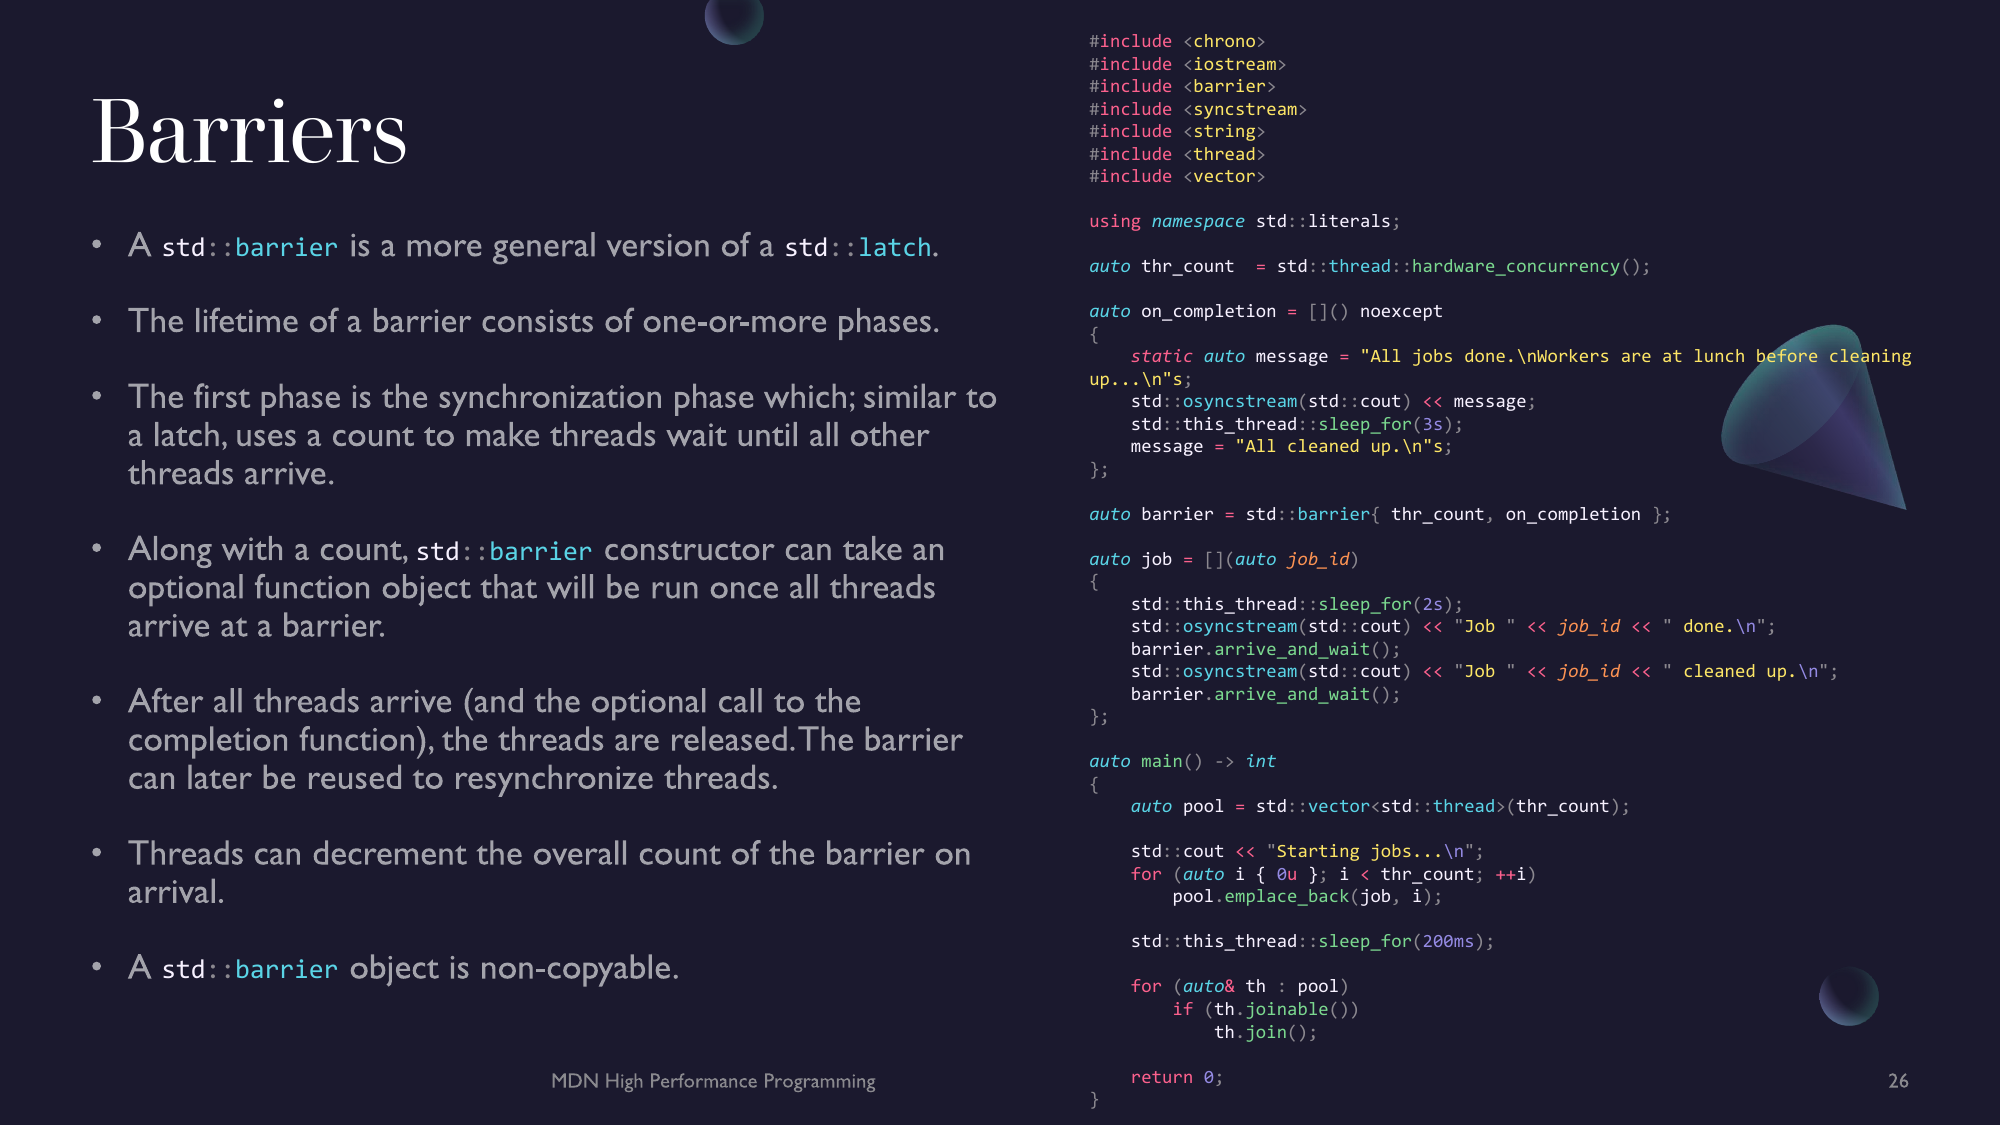 Barriers
• A std::barrier is a more general version of a std::latch.
• The lifetime of a barrier consists of one-or-more phases.
• The first phase is the synchronization phase which; similar to
a latch, uses a count to make threads wait until all other
threads arrive.
• Along with a count, std::barrier constructor can take an
optional function object that will be run once all threads
arrive at a barrier.
• After all threads arrive (and the optional call to the
completion function), the threads are released. The barrier
can later be reused to resynchronize threads.
• Threads can decrement the overall count of the barrier on
arrival.
• A std::barrier object is non-copyable.
#include <chrono>
#include <iostream>
#include <barrier>
#include <syncstream>
#include <string>
#include <thread>
#include <vector>
using namespace std::literals;
auto thr_count  = std::thread::hardware_concurrency();
auto on_completion = []() noexcept
{
    static auto message = "All jobs done.\nWorkers are at lunch before cleaning
up...\n"s;
    std::osyncstream(std::cout) << message;
    std::this_thread::sleep_for(3s);
    message = "All cleaned up.\n"s;
};
auto barrier = std::barrier{ thr_count, on_completion };
auto job = [](auto job_id)
{
    std::this_thread::sleep_for(2s);
    std::osyncstream(std::cout) << "Job " << job_id << " done.\n";
    barrier.arrive_and_wait();
    std::osyncstream(std::cout) << "Job " << job_id << " cleaned up.\n";
    barrier.arrive_and_wait();
};
auto main() -> int
{
    auto pool = std::vector<std::thread>(thr_count);
    std::cout << "Starting jobs...\n";
    for (auto i { 0u }; i < thr_count; ++i)
        pool.emplace_back(job, i);
    std::this_thread::sleep_for(200ms);
    for (auto& th : pool)
        if (th.joinable())
            th.join();
    return 0;
}
MDN High Performance Programming
26